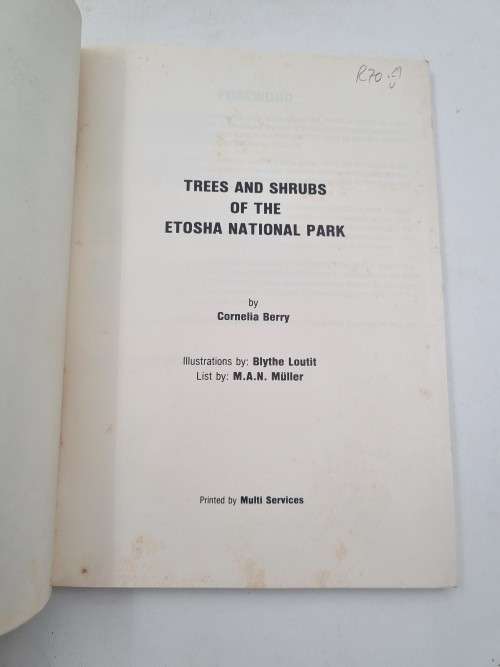 R70.
TREES AND SHRUBS
OF THE
ETOSHA NATIONAL PARK
by
Cornelia Berry
Illustrations by: Blythe Loutit
List by: M.A.N. Müller
Printed by Multi Services